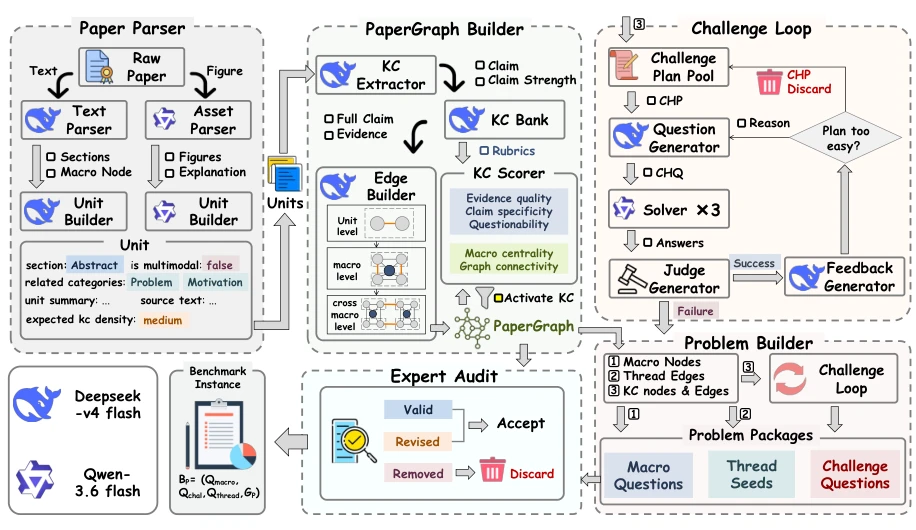 Paper Parser
Raw
Paper
Text
Figure
Text
Parser
Asset
Parser
Sections
Macro Node
Figures
Explanation
Unit
Builder
Unit
Builder
Unit
section: Abstract is multimodal: false
related categories: Problem Motivation
unit summary: ... source text: ...
expected kc density: medium
Units
PaperGraph Builder
KC
Extractor
Claim
Claim Strength
Full Claim
Evidence
KC Bank
Rubrics
Edge
Builder
Unit
level
macro
level
cross
macro
level
KC Scorer
Evidence quality
Claim specificity
Questionability
Macro centrality
Graph connectivity
Activate KC
PaperGraph
Challenge Loop
3
Challenge
Plan Pool
CHP
Discard
CHP
Reason
Plan too
easy?
Question
Generator
CHQ
Solver ×3
Answers
Judge
Generator
Success
Feedback
Generator
Failure
Problem Builder
1 Macro Nodes
2 Thread Edges
3 KC nodes & Edges
3
Challenge
Loop
1
2
Problem Packages
Macro
Questions
Thread
Seeds
Challenge
Questions
Expert Audit
Valid
Revised
Removed
Accept
Discard
Benchmark
Instance
Bp= (Qmacro,
Qchal,Qthread,Gp)
Deepseek
-v4 flash
Qwen-
3.6 flash